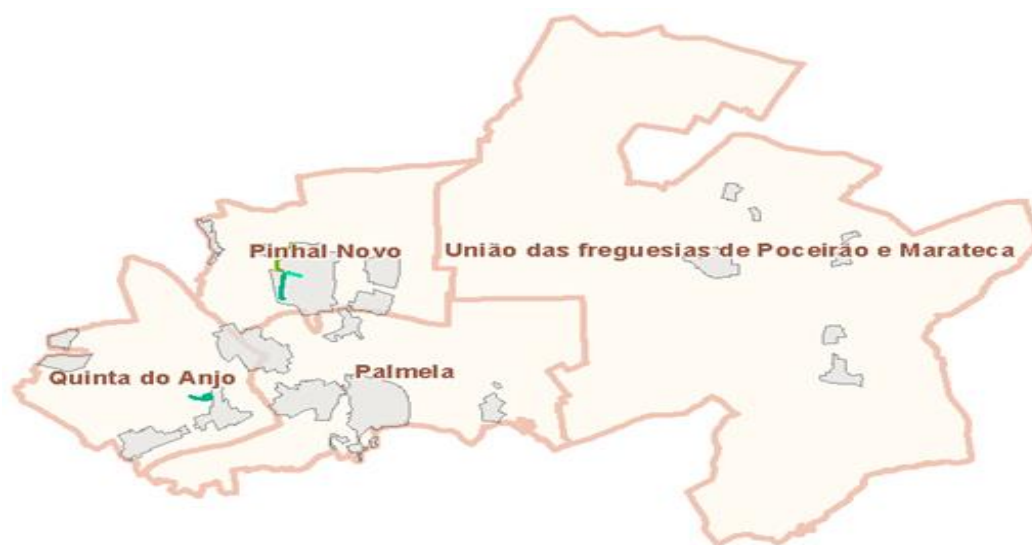 Pinhal Novo
União das freguesias de Poceirão e Marateca
Palmela
Quinta do Anjo